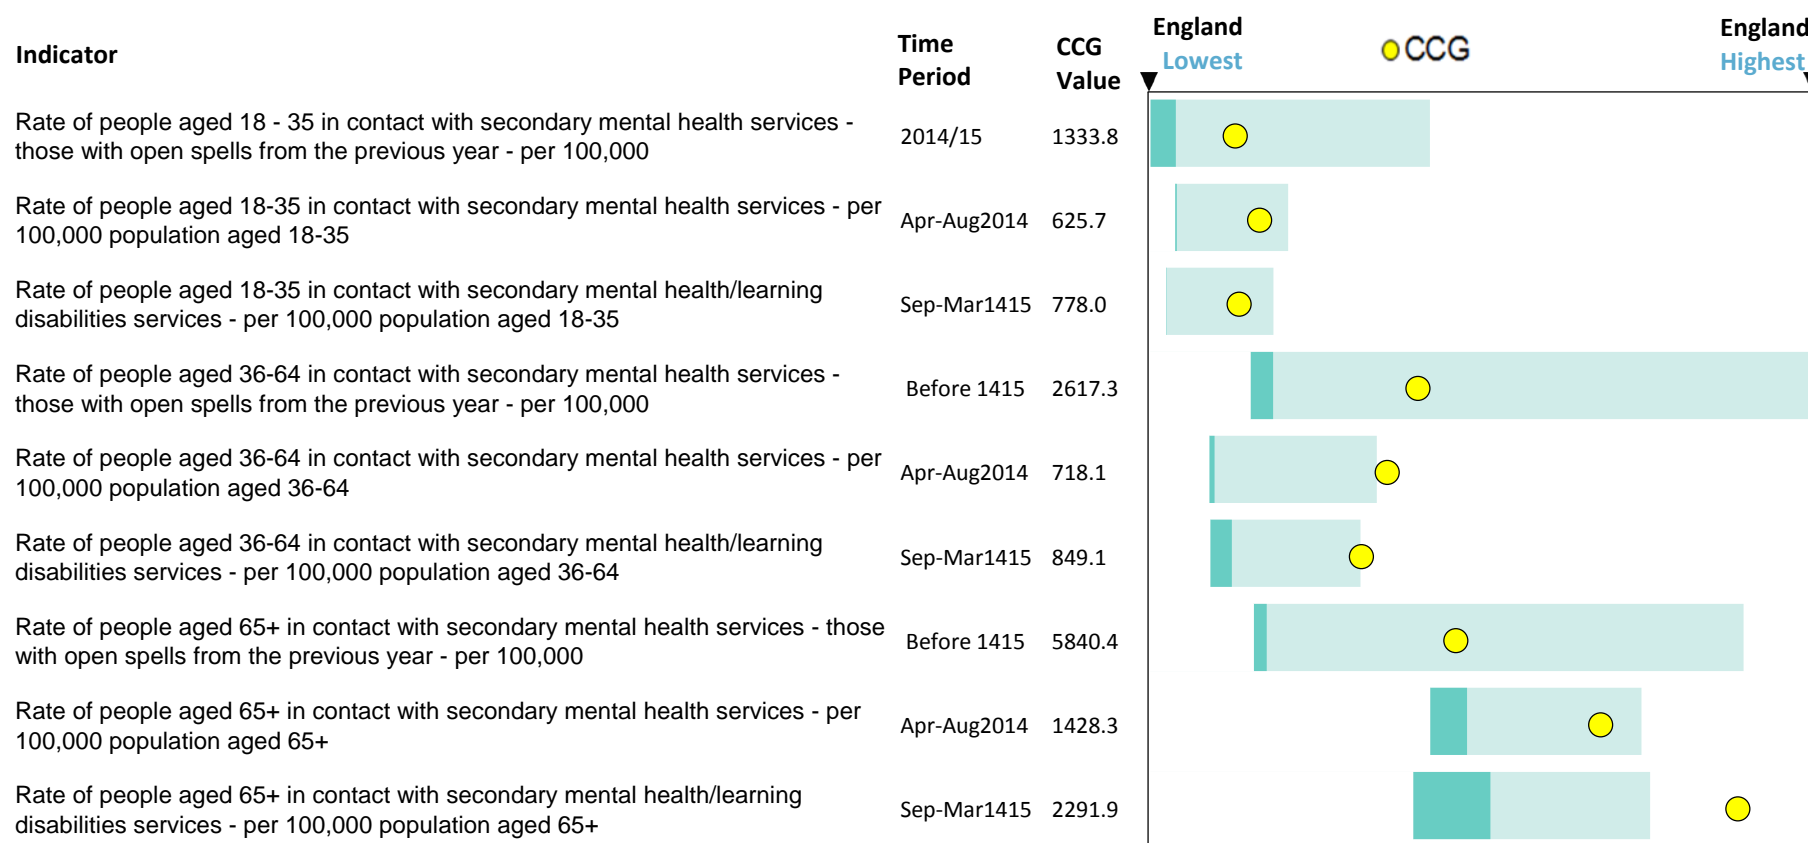 Indicator
Time
Period
CCG
Value
England
Lowest
CCG
England
Highest
Rate of people aged 18 - 35 in contact with secondary mental health services -
those with open spells from the previous year - per 100,000
2014/15
1333.8
Rate of people aged 18-35 in contact with secondary mental health services - per
100,000 population aged 18-35
Apr-Aug2014
625.7
Rate of people aged 18-35 in contact with secondary mental health/learning
disabilities services - per 100,000 population aged 18-35
Sep-Mar1415
778.0
Rate of people aged 36-64 in contact with secondary mental health services -
those with open spells from the previous year - per 100,000
Before 1415
2617.3
Rate of people aged 36-64 in contact with secondary mental health services - per
100,000 population aged 36-64
Apr-Aug2014
718.1
Rate of people aged 36-64 in contact with secondary mental health/learning
disabilities services - per 100,000 population aged 36-64
Sep-Mar1415
849.1
Rate of people aged 65+ in contact with secondary mental health services - those
with open spells from the previous year - per 100,000
Before 1415
5840.4
Rate of people aged 65+ in contact with secondary mental health services - per
100,000 population aged 65+
Apr-Aug2014
1428.3
Rate of people aged 65+ in contact with secondary mental health/learning
disabilities services - per 100,000 population aged 65+
Sep-Mar1415
2291.9